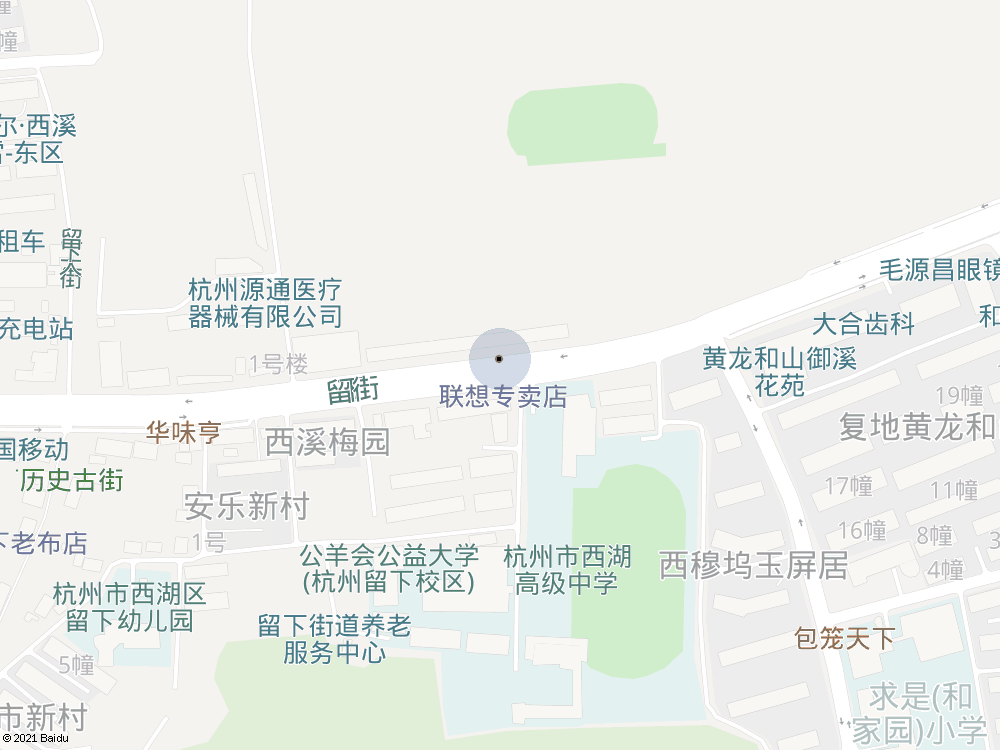 幢
尔·西溪
雪-东区
留下街
租车
毛源昌眼镜
杭州源通医疗
器械有限公司
充电站
大合齿科
和
1号楼
黄龙和山御溪
花苑
留街
联想专卖店
19幢
华味亨
西溪梅园
复地黄龙和
国移动
历史古街
17幢
11幢
安乐新村
16幢
8幢
3
1号
下老布店
公羊会公益大学
(杭州留下校区)
杭州市西湖
高级中学
西穆坞玉屏居
4幢
杭州市西湖区
留下幼儿园
留下街道养老
服务中心
包笼天下
5幢
求是(和
家园)小学
市新村
© 2021 Baidu